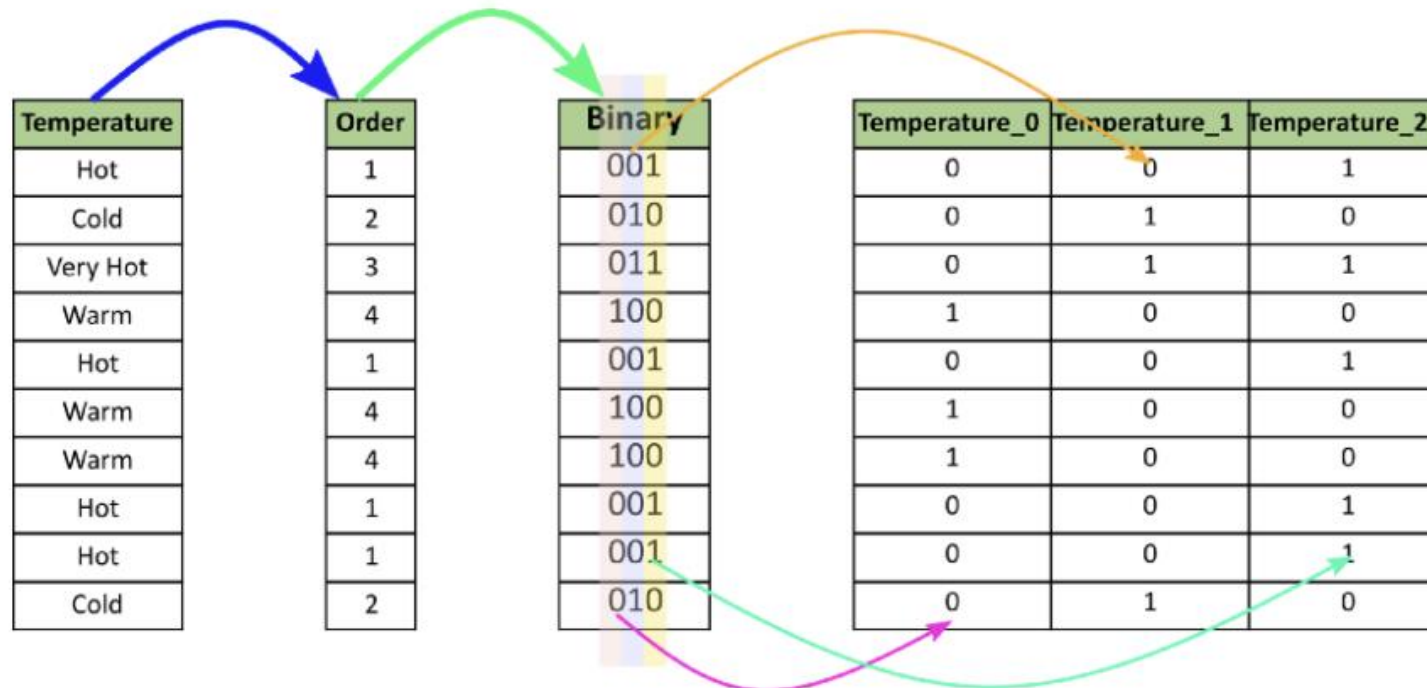 Temperature Order Binary Temperature_0 Temperature_1 Temperature_2
Hot 1 001 0 0 1
Cold 2 010 0 1 0
Very Hot 3 011 0 1 1
Warm 4 100 1 0 0
Hot 1 001 0 0 1
Warm 4 100 1 0 0
Warm 4 100 1 0 0
Hot 1 001 0 0 1
Hot 1 001 0 0 1
Cold 2 010 0 1 0